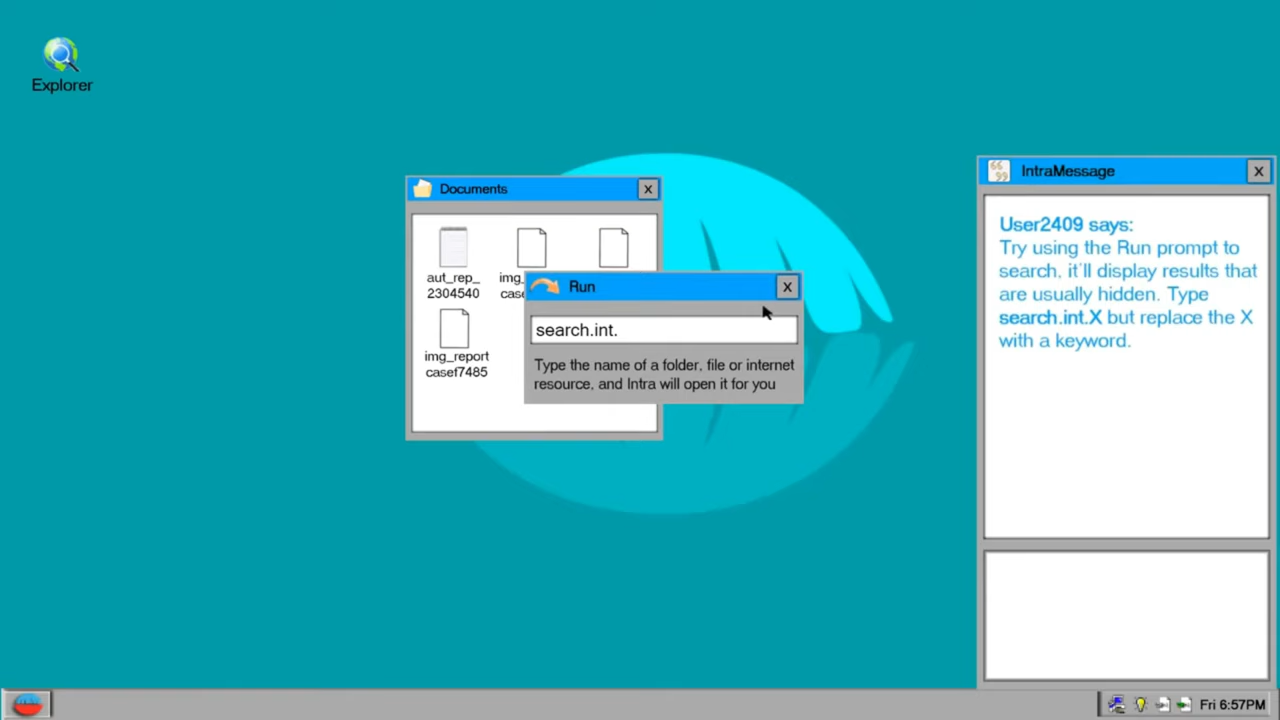 Explorer
Documents
X
aut_rep_
2304540
img_
case
img_report
casef7485
Run
X
search.int.
Type the name of a folder, file or internet
resource, and Intra will open it for you
IntraMessage
X
User2409 says:
Try using the Run prompt to
search, it'll display results that
are usually hidden. Type
search.int.X but replace the X
with a keyword.
Fri 6:57PM